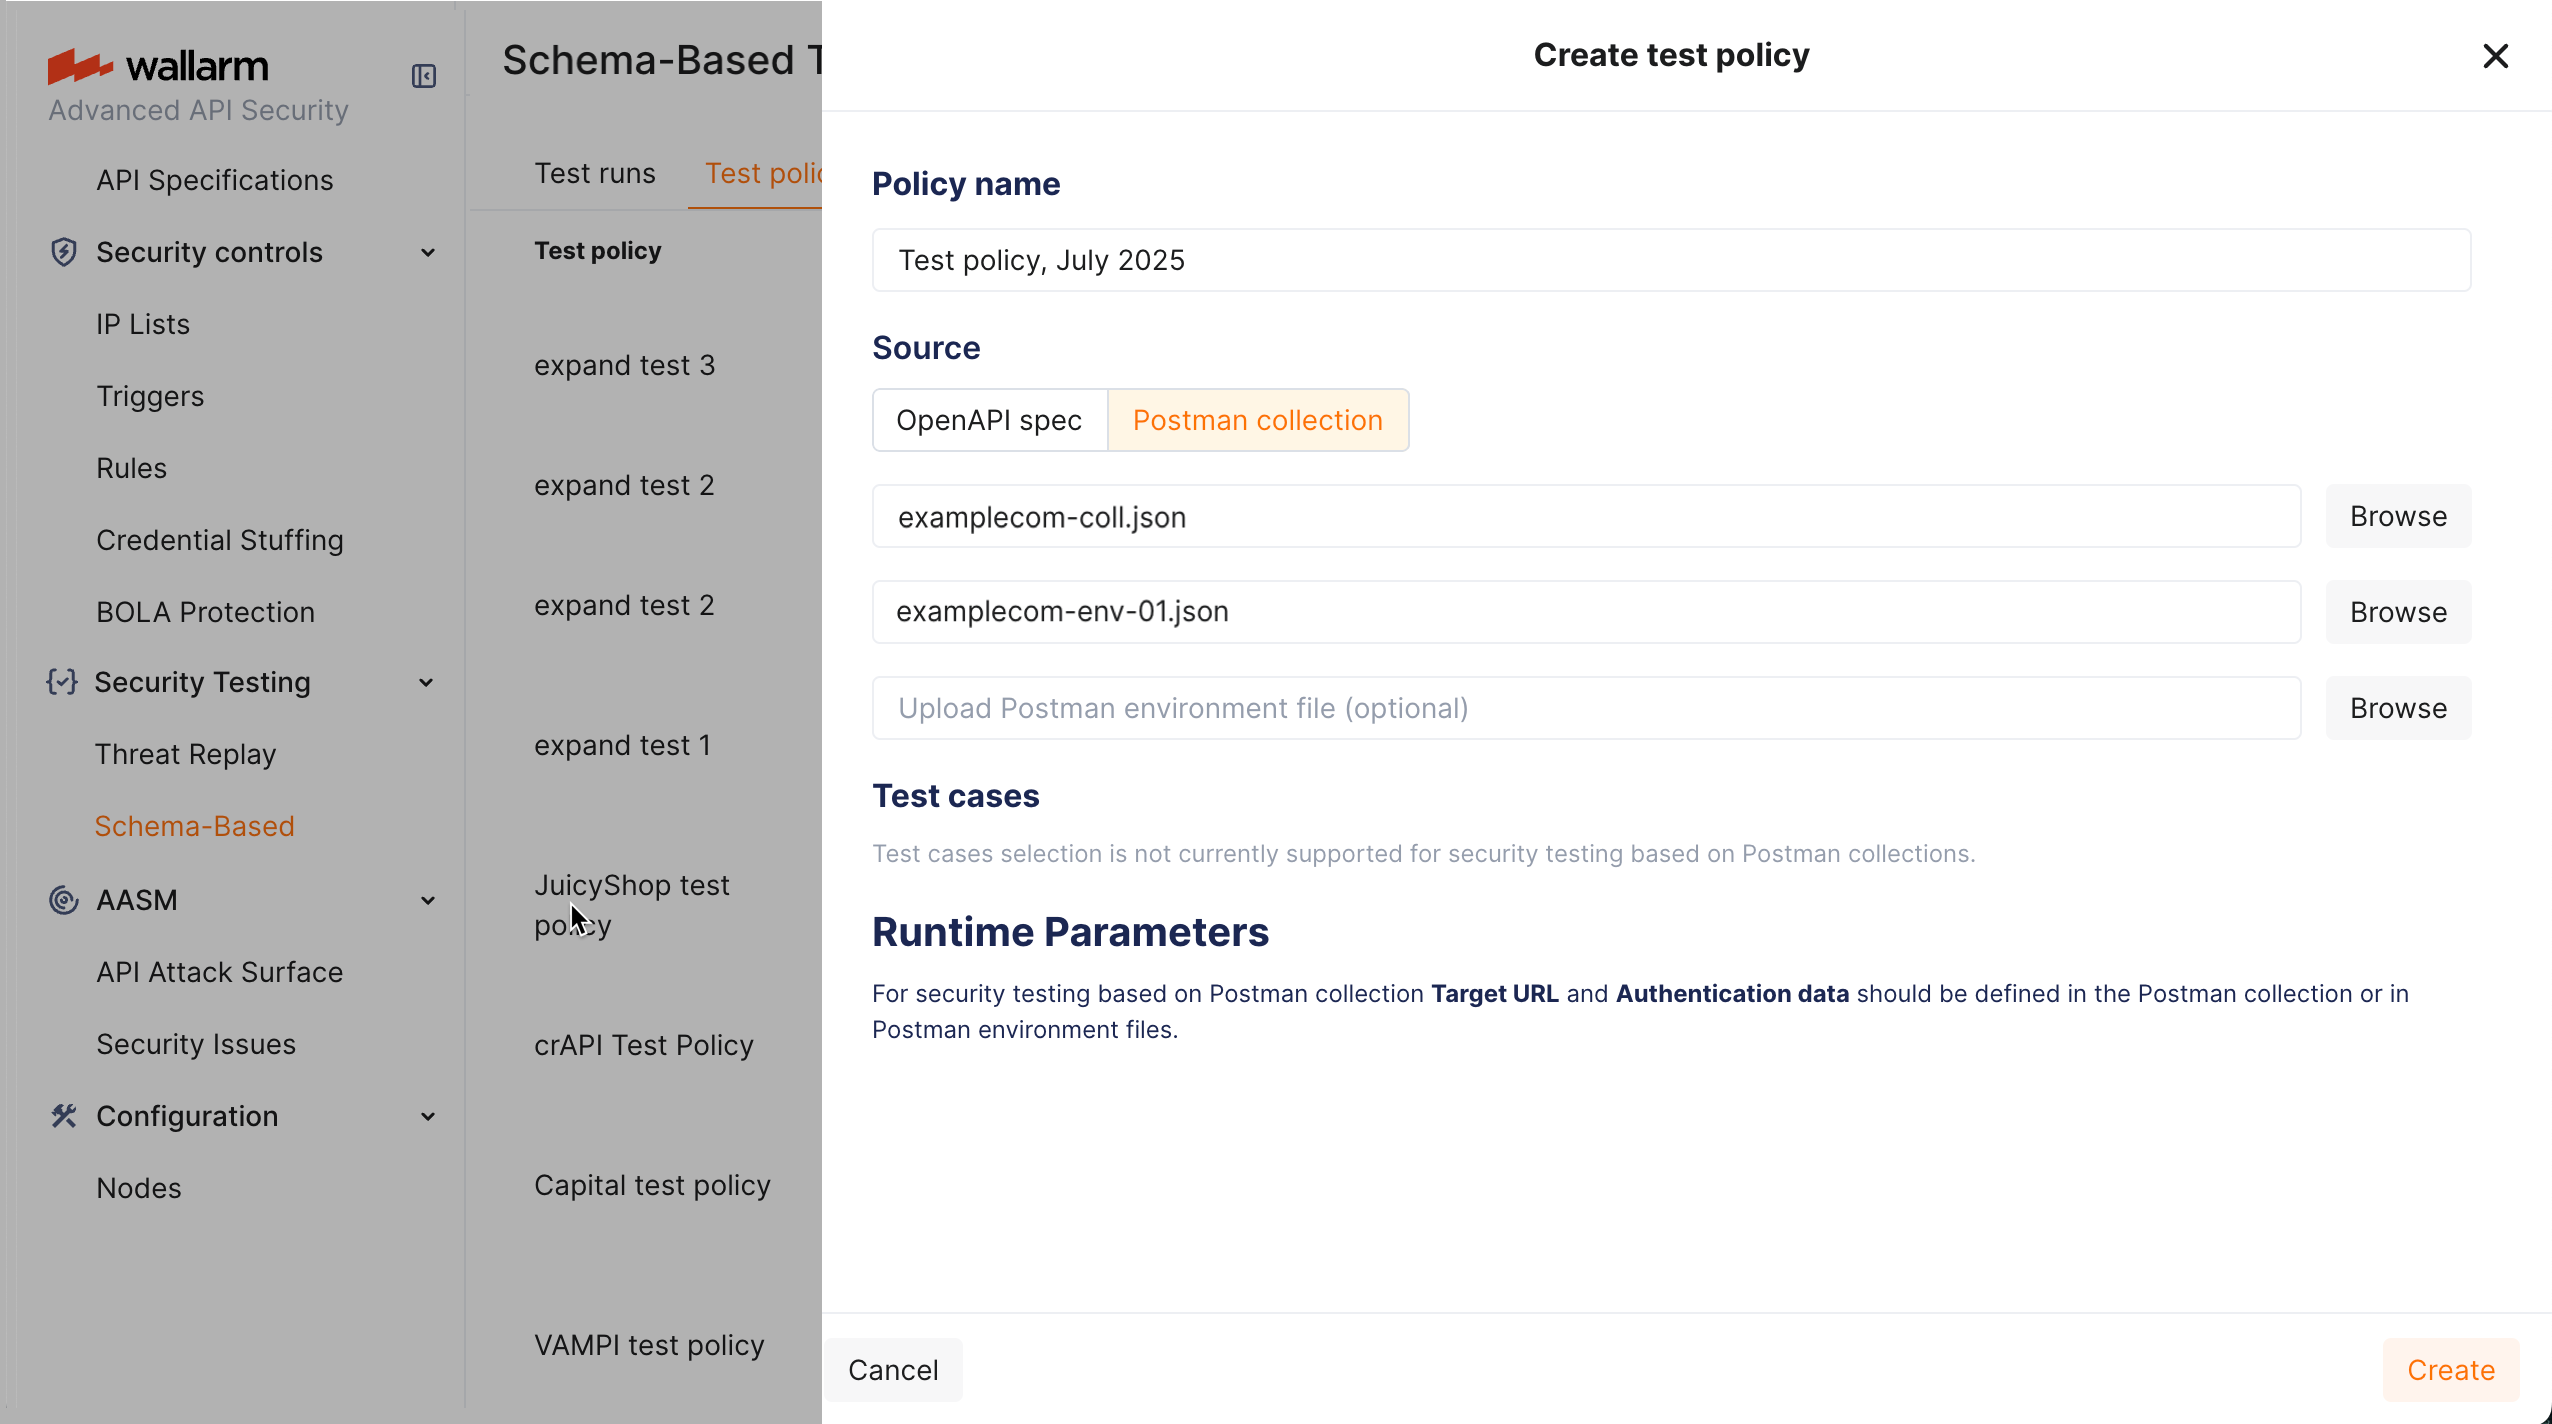 wallarm
Advanced API Security
API Specifications
Security controls
IP Lists
Triggers
Rules
Credential Stuffing
BOLA Protection
Security Testing
Threat Replay
Schema-Based
AASM
API Attack Surface
Security Issues
Configuration
Nodes
Schema-Based T
Test runs
Test polic
Test policy
expand test 3
expand test 2
expand test 2
expand test 1
JuicyShop test
policy
crAPI Test Policy
Capital test policy
VAMPI test policy
Create test policy
Policy name
Test policy, July 2025
Source
OpenAPI spec
Postman collection
examplecom-coll.json
Browse
examplecom-env-01.json
Browse
Upload Postman environment file (optional)
Browse
Test cases
Test cases selection is not currently supported for security testing based on Postman collections.
Runtime Parameters
For security testing based on Postman collection Target URL and Authentication data should be defined in the Postman collection or in
Postman environment files.
Cancel
Create